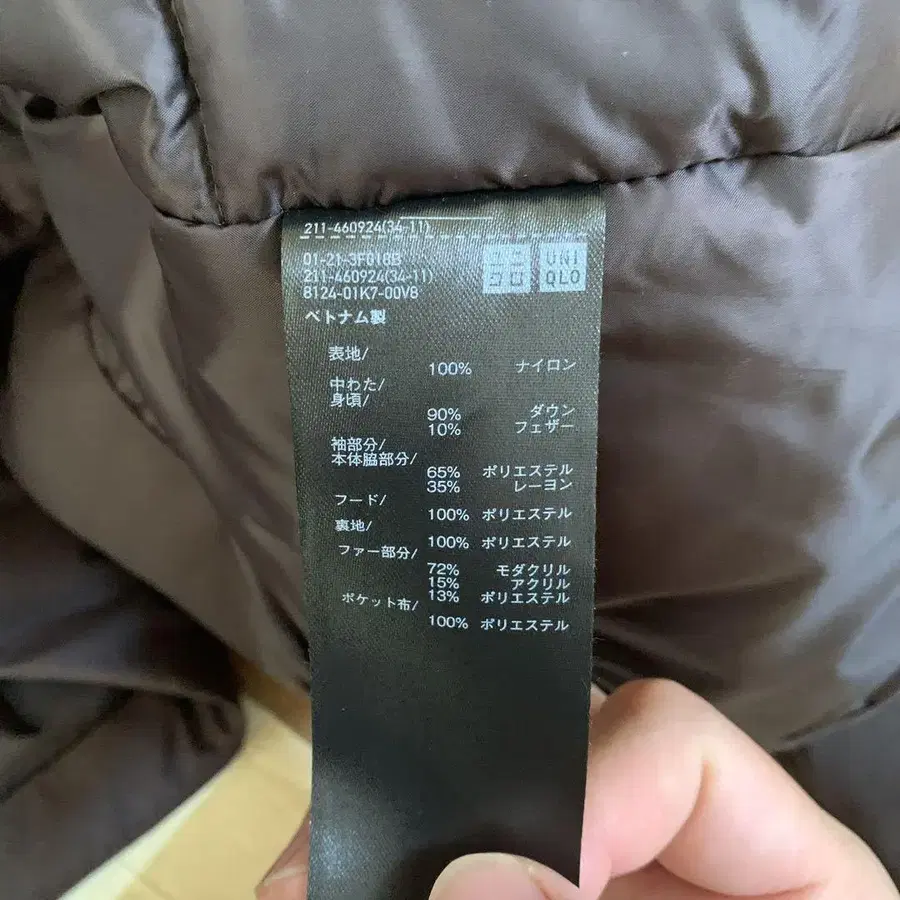 211-460924(34-11)
01-21-3F018B
211-460924(34-11)
8124-01K7-00V8
ユニ
クロ
UNI
QLO
ベトナム製
表地/
100% ナイロン
中わた/
身頃/
90% ダウン
10% フェザー
袖部分/
本体脇部分/
65% ポリエステル
35% レーヨン
フード/
100% ポリエステル
裏地/
100% ポリエステル
ファー部分/
72% モダクリル
15% アクリル
13% ポリエステル
ポケット布/
100% ポリエステル